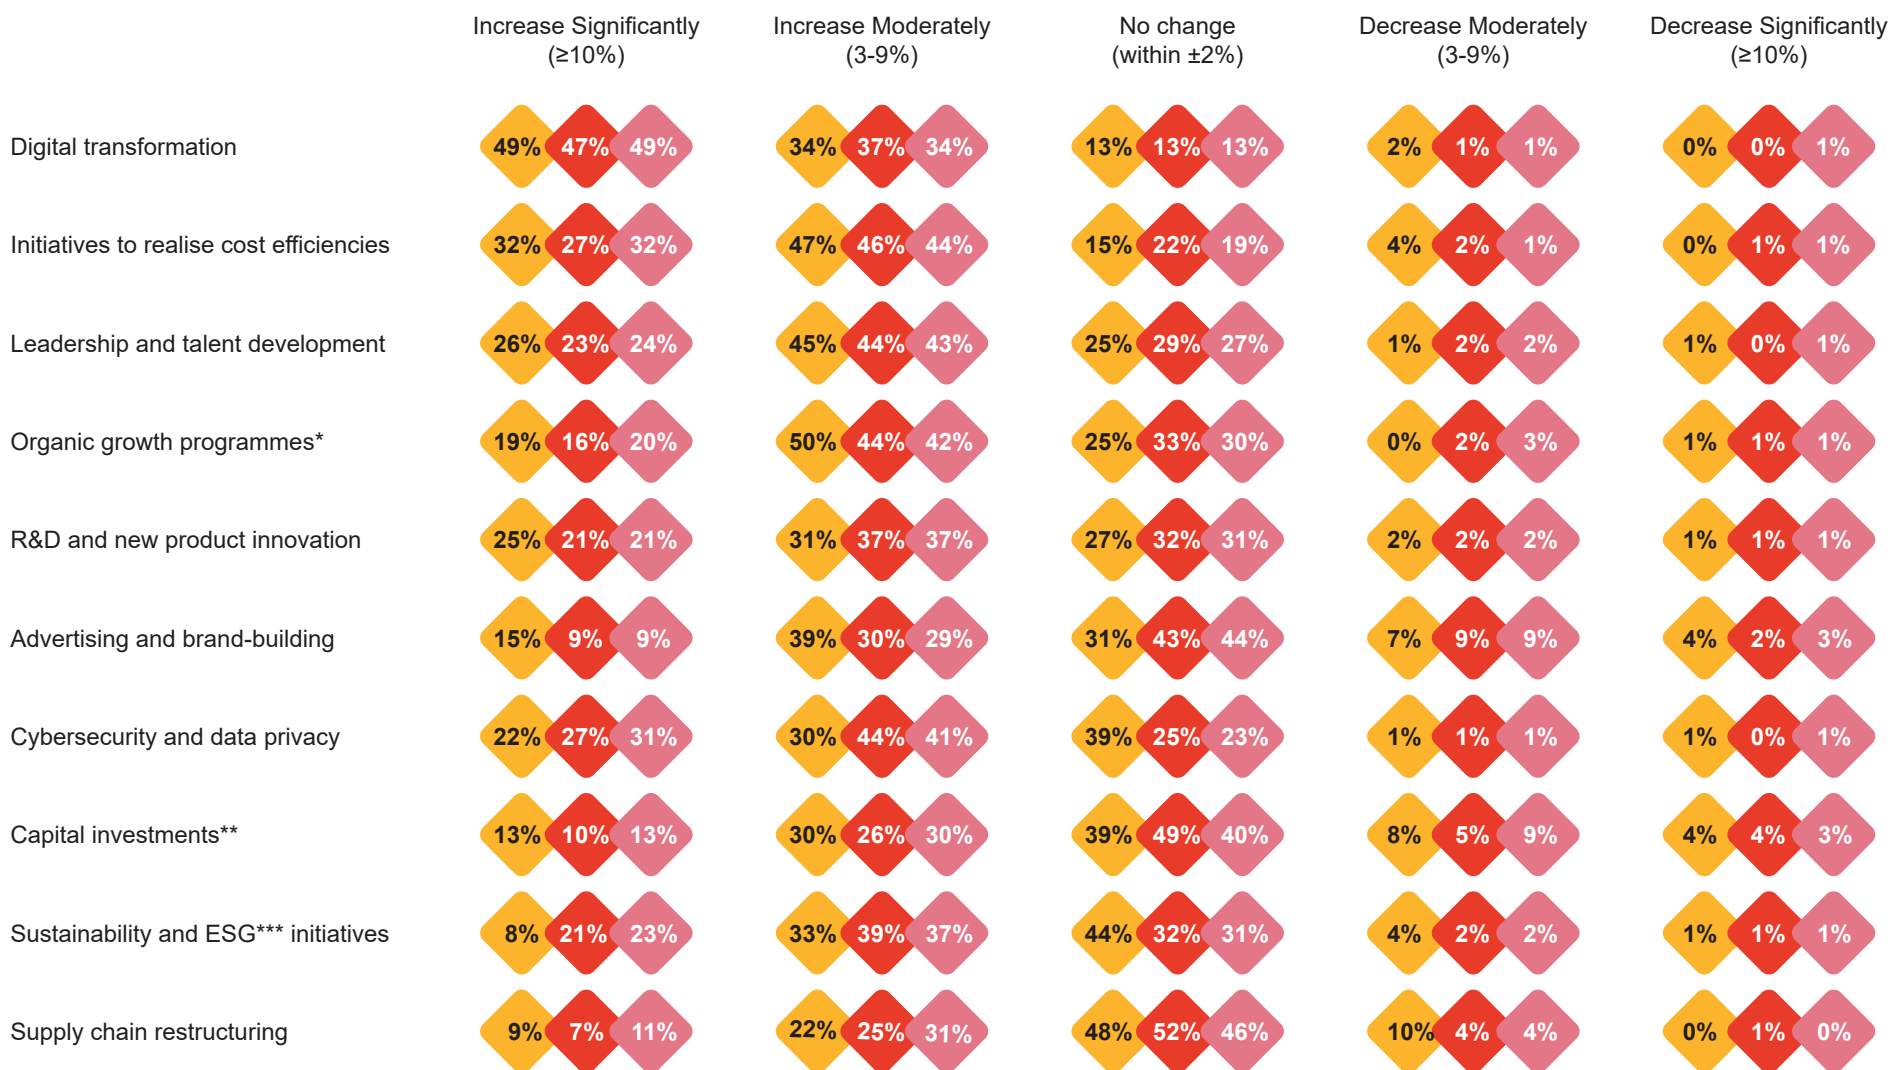 Increase Significantly Increase Moderately No change Decrease Moderately Decrease Significantly
(≥10%) (3-9%) (within ±2%) (3-9%) (≥10%)
Digital transformation 49% 47% 49% 34% 37% 34% 13% 13% 13% 2% 1% 1% 0% 0% 1%
Initiatives to realise cost efficiencies 32% 27% 32% 47% 46% 44% 15% 22% 19% 4% 2% 1% 0% 1% 1%
Leadership and talent development 26% 23% 24% 45% 44% 43% 25% 29% 27% 1% 2% 2% 1% 0% 1%
Organic growth programmes* 19% 16% 20% 50% 44% 42% 25% 33% 30% 0% 2% 3% 1% 1% 1%
R&D and new product innovation 25% 21% 21% 31% 37% 37% 27% 32% 31% 2% 2% 2% 1% 1% 1%
Advertising and brand-building 15% 9% 9% 39% 30% 29% 31% 43% 44% 7% 9% 9% 4% 2% 3%
Cybersecurity and data privacy 22% 27% 31% 30% 44% 41% 39% 25% 23% 1% 1% 1% 1% 0% 1%
Capital investments** 13% 10% 13% 30% 26% 30% 39% 49% 40% 8% 5% 9% 4% 4% 3%
Sustainability and ESG*** initiatives 8% 21% 23% 33% 39% 37% 44% 32% 31% 4% 2% 2% 1% 1% 1%
Supply chain restructuring 9% 7% 11% 22% 25% 31% 48% 52% 46% 10% 4% 4% 0% 1% 0%